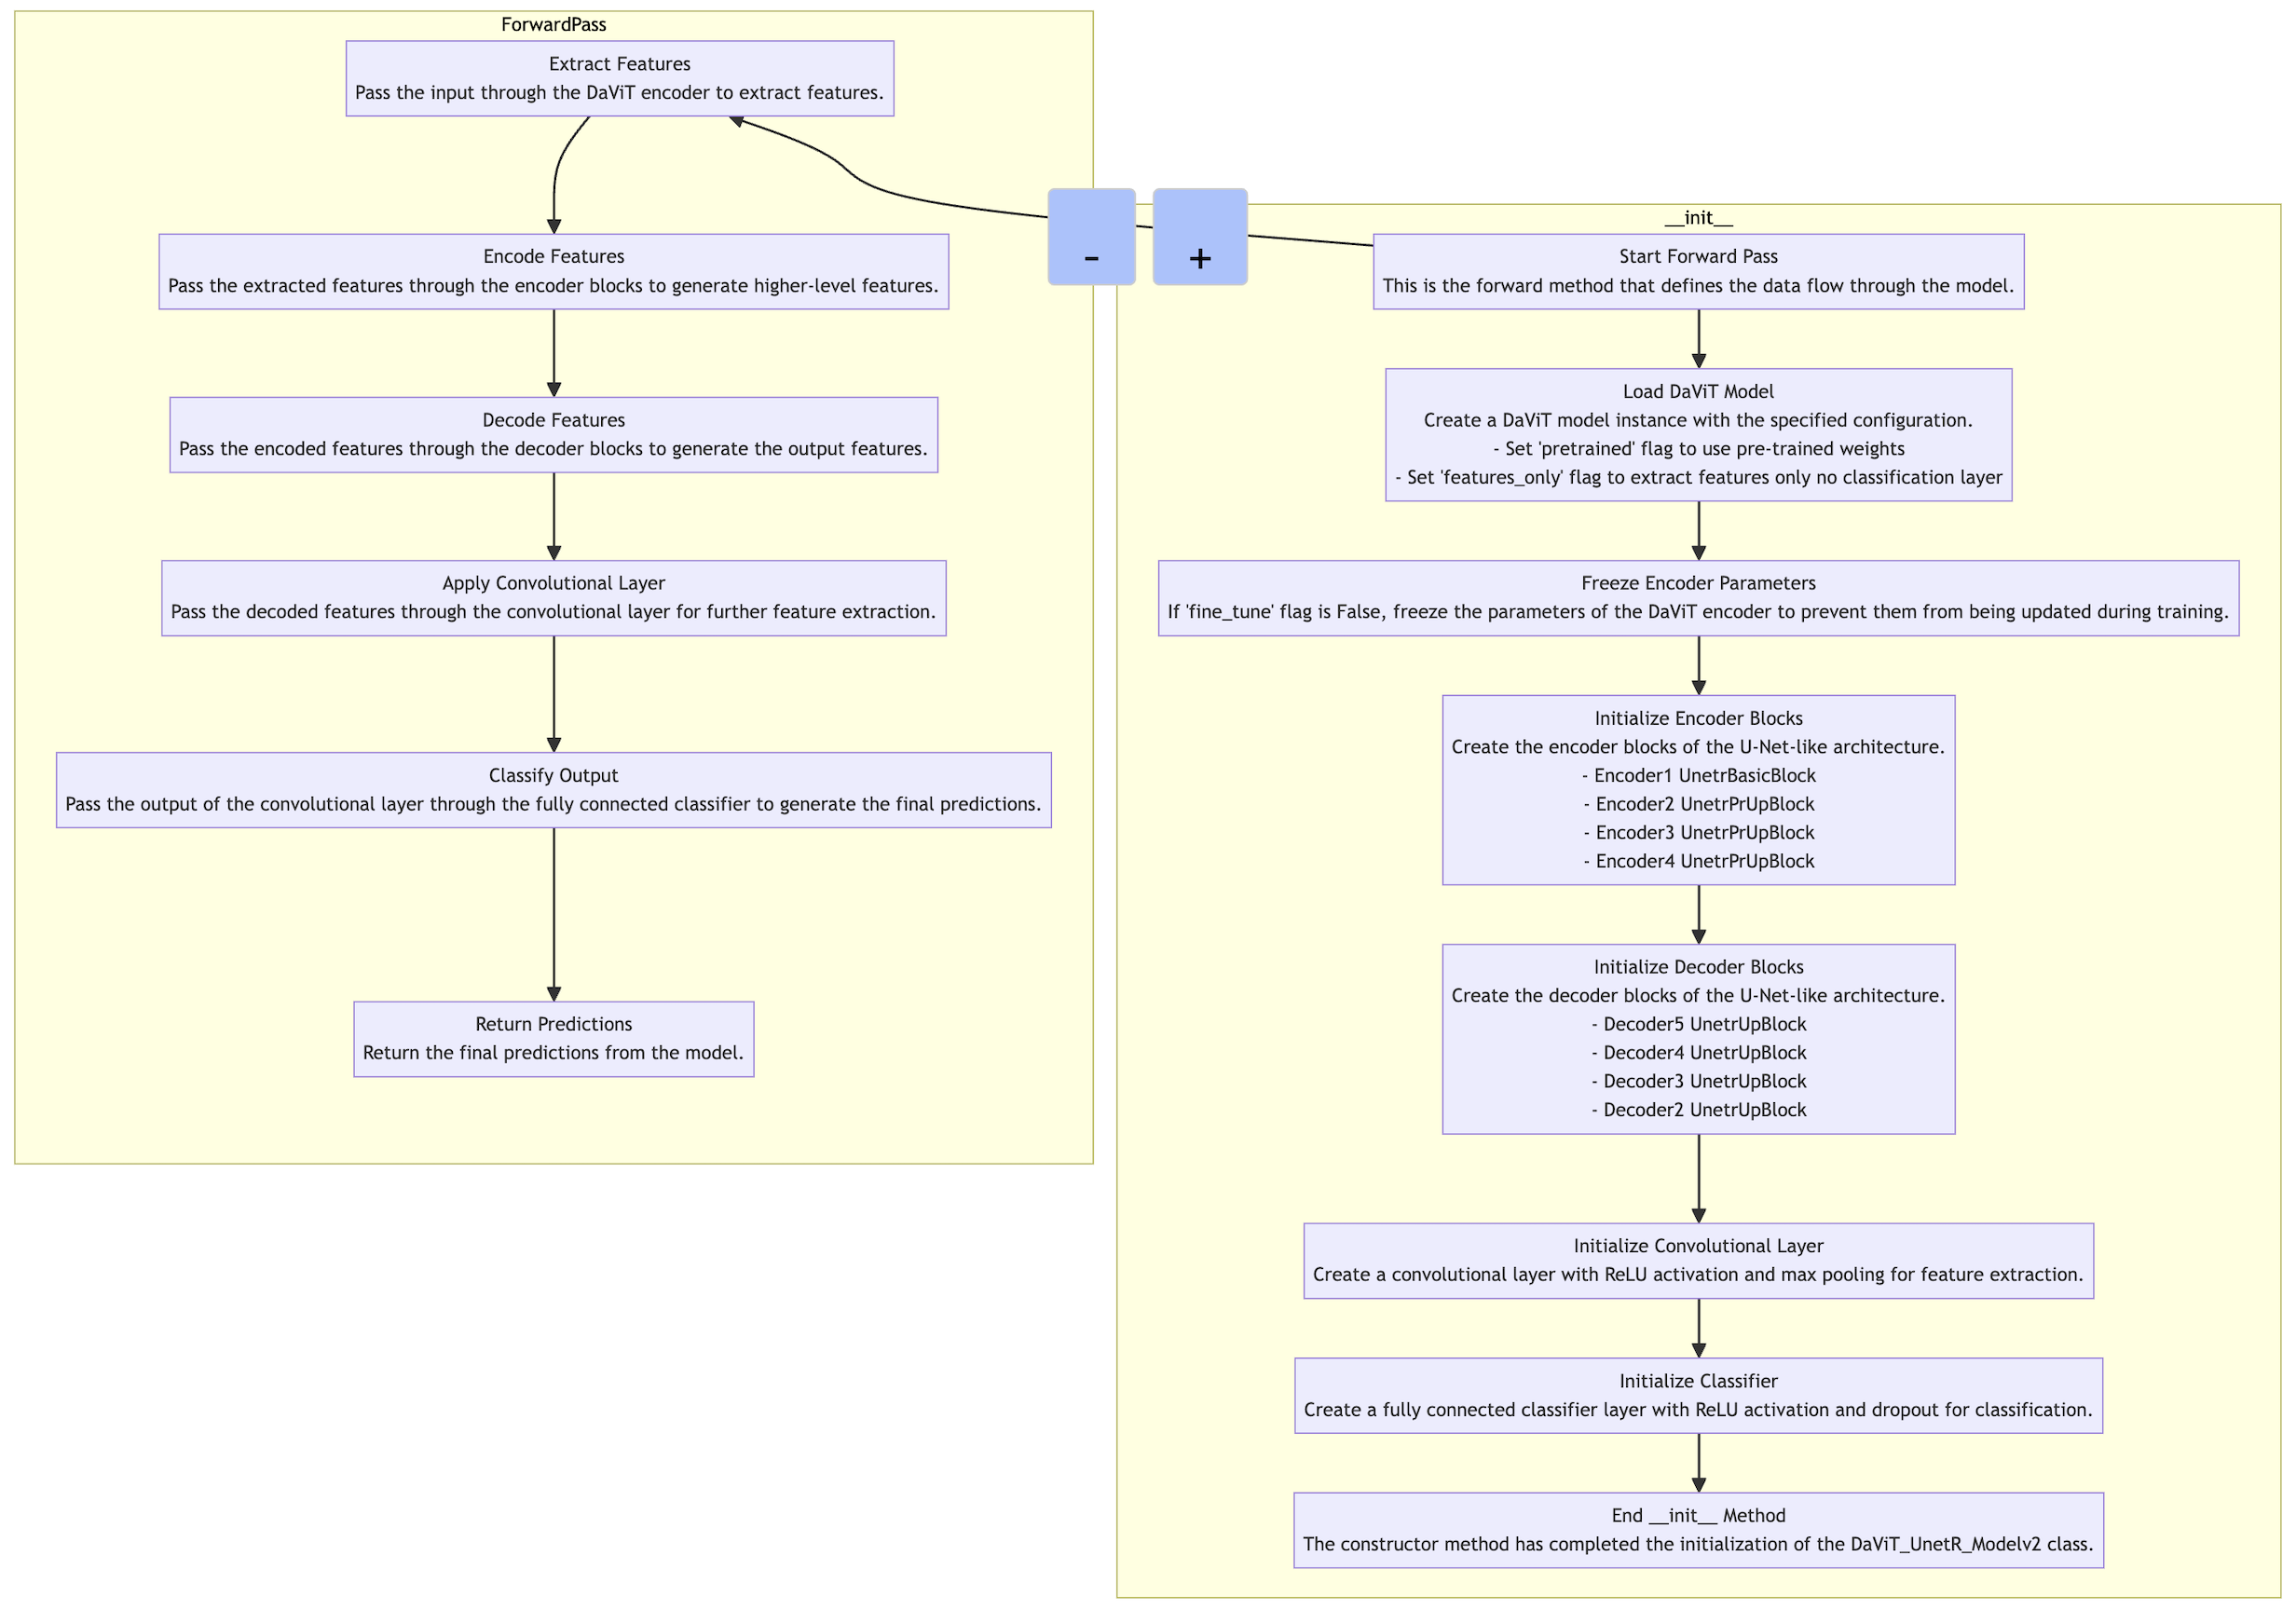 ForwardPass
Extract Features
Pass the input through the DaViT encoder to extract features.
Encode Features
Pass the extracted features through the encoder blocks to generate higher-level features.
Decode Features
Pass the encoded features through the decoder blocks to generate the output features.
Apply Convolutional Layer
Pass the decoded features through the convolutional layer for further feature extraction.
Classify Output
Pass the output of the convolutional layer through the fully connected classifier to generate the final predictions.
Return Predictions
Return the final predictions from the model.
-
+
__init__
Start Forward Pass
This is the forward method that defines the data flow through the model.
Load DaViT Model
Create a DaViT model instance with the specified configuration.
- Set 'pretrained' flag to use pre-trained weights
- Set 'features_only' flag to extract features only no classification layer
Freeze Encoder Parameters
If 'fine_tune' flag is False, freeze the parameters of the DaViT encoder to prevent them from being updated during training.
Initialize Encoder Blocks
Create the encoder blocks of the U-Net-like architecture.
- Encoder1 UnetrBasicBlock
- Encoder2 UnetrPrUpBlock
- Encoder3 UnetrPrUpBlock
- Encoder4 UnetrPrUpBlock
Initialize Decoder Blocks
Create the decoder blocks of the U-Net-like architecture.
- Decoder5 UnetrUpBlock
- Decoder4 UnetrUpBlock
- Decoder3 UnetrUpBlock
- Decoder2 UnetrUpBlock
Initialize Convolutional Layer
Create a convolutional layer with ReLU activation and max pooling for feature extraction.
Initialize Classifier
Create a fully connected classifier layer with ReLU activation and dropout for classification.
End __init__ Method
The constructor method has completed the initialization of the DaViT_UnetR_Modelv2 class.